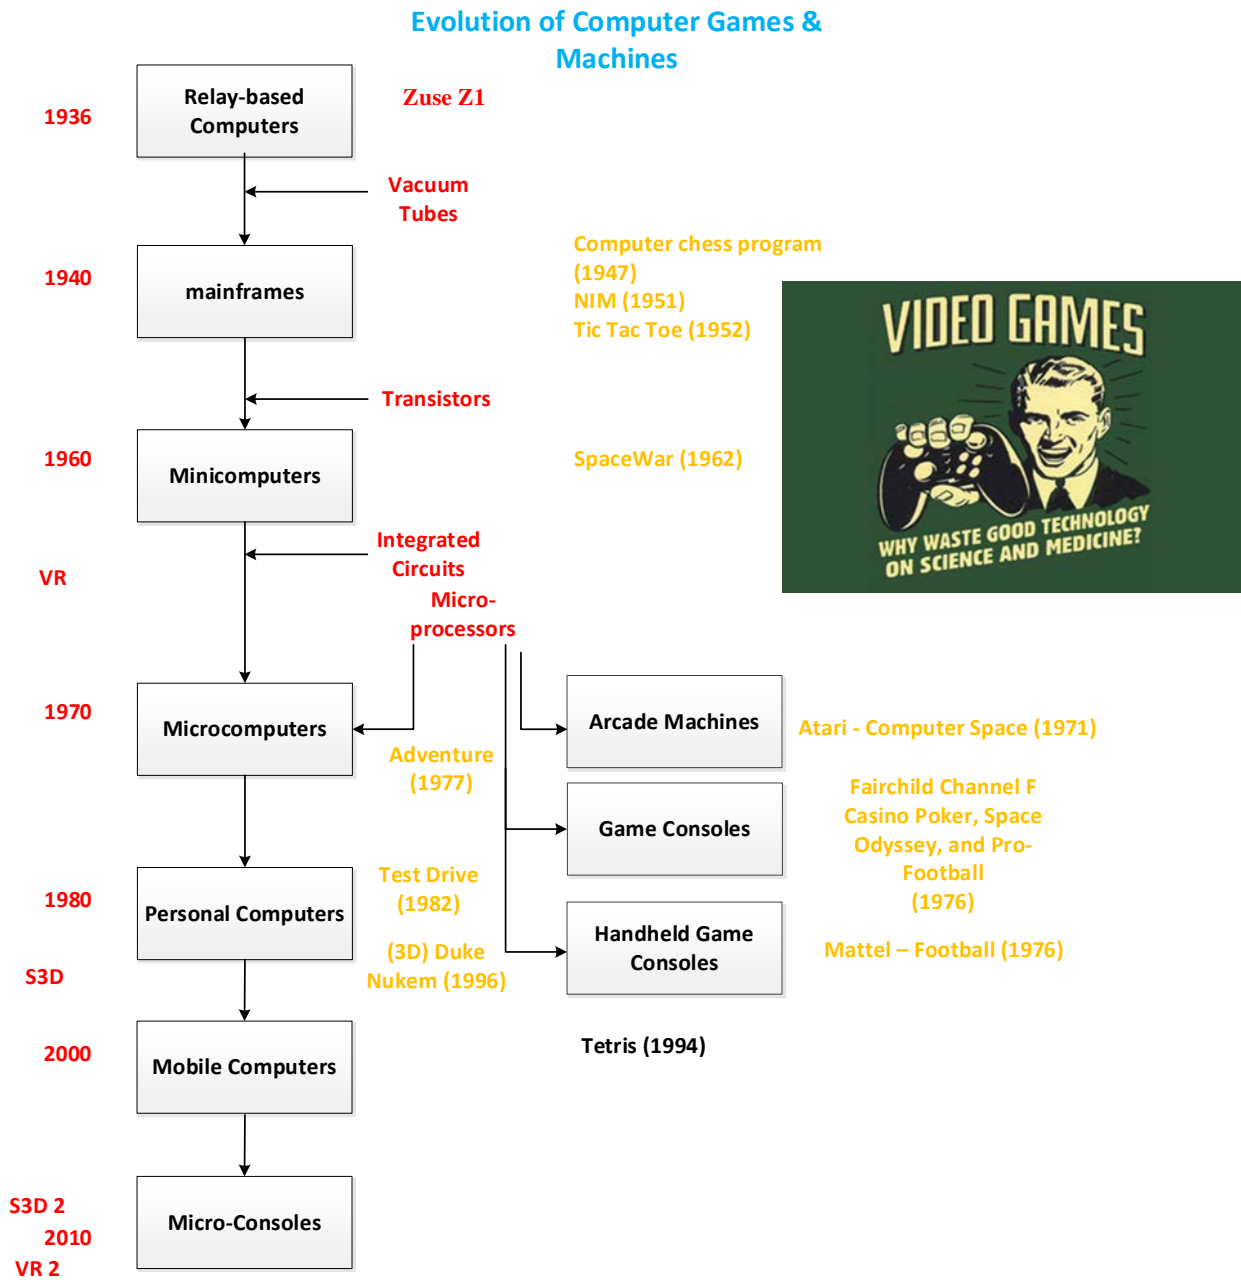 Evolution of Computer Games &
Machines
1936
Relay-based
Computers
Zuse Z1
Vacuum
Tubes
1940
mainframes
Computer chess program
(1947)
NIM (1951)
Tic Tac Toe (1952)
VIDEO GAMES
WHY WASTE GOOD TECHNOLOGY
ON SCIENCE AND MEDICINE?
Transistors
1960
Minicomputers
SpaceWar (1962)
Integrated
Circuits
VR
Micro-
processors
1970
Microcomputers
Arcade Machines
Atari - Computer Space (1971)
Adventure
(1977)
Game Consoles
Fairchild Channel F
Casino Poker, Space
Odyssey, and Pro-
Football
(1976)
1980
Personal Computers
Test Drive
(1982)
(3D) Duke
Nukem (1996)
Handheld Game
Consoles
Mattel – Football (1976)
S3D
2000
Mobile Computers
Tetris (1994)
S3D 2
2010
VR 2
Micro-Consoles